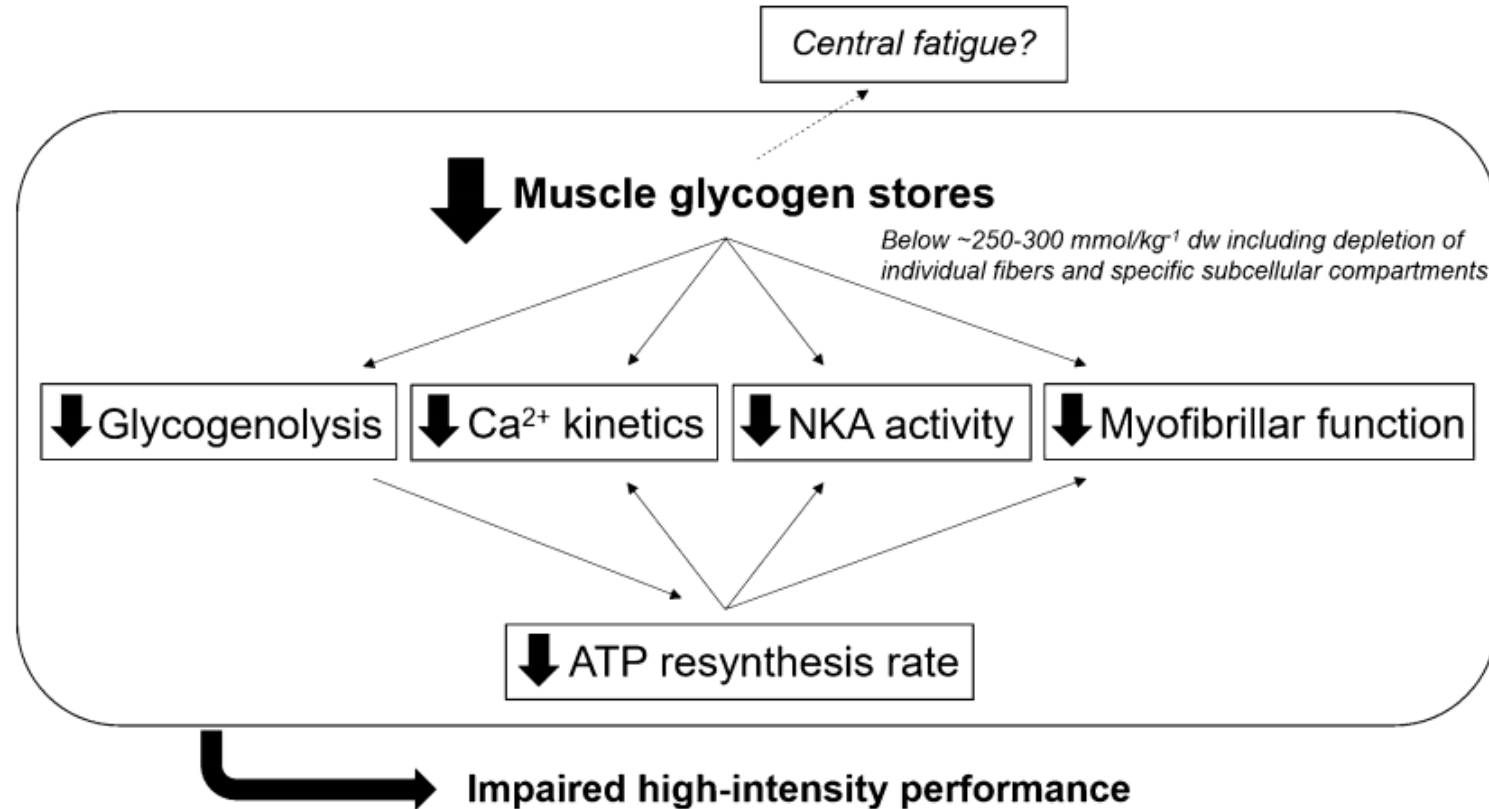 Central fatigue?
Muscle glycogen stores
Below ~250-300 mmol/kg⁻¹ dw including depletion of
individual fibers and specific subcellular compartments
Glycogenolysis
Ca²⁺ kinetics
NKA activity
Myofibrillar function
ATP resynthesis rate
Impaired high-intensity performance